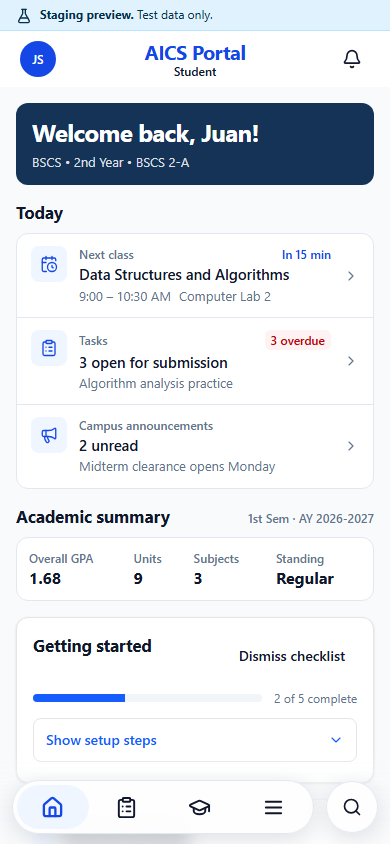 Staging preview. Test data only.
JS
AICS Portal
Student
Welcome back, Juan!
BSCS • 2nd Year • BSCS 2-A
Today
Next class
In 15 min
Data Structures and Algorithms
9:00 – 10:30 AM Computer Lab 2
Tasks
3 overdue
3 open for submission
Algorithm analysis practice
Campus announcements
2 unread
Midterm clearance opens Monday
Academic summary
1st Sem · AY 2026-2027
Overall GPA Units Subjects Standing
1.68 9 3 Regular
Getting started
Dismiss checklist
2 of 5 complete
Show setup steps